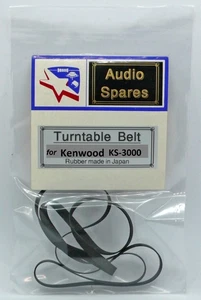 Audio
Spares
Turntable Belt
for Kenwood KS-3000
Rubber made in Japan